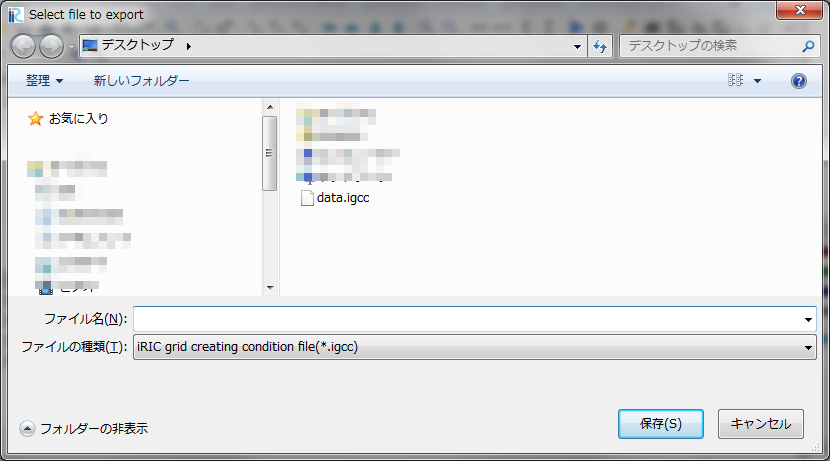 Select file to export
デスクトップ
デスクトップの検索
整理
新しいフォルダー
お気に入り
data.igcc
ファイル名(N):
ファイルの種類(T):
iRIC grid creating condition file(*.igcc)
フォルダーの非表示
保存(S)
キャンセル